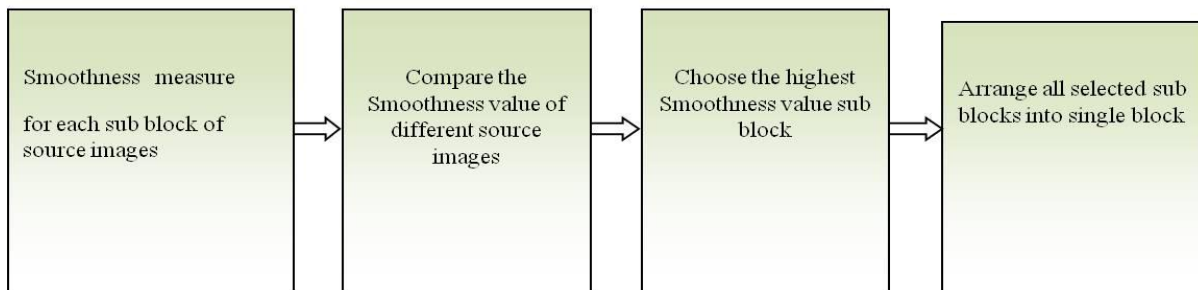 Smoothness measure
for each sub block of
source images
Compare the
Smoothness value of
different source
images
Choose the highest
Smoothness value sub
block
Arrange all selected sub
blocks into single block